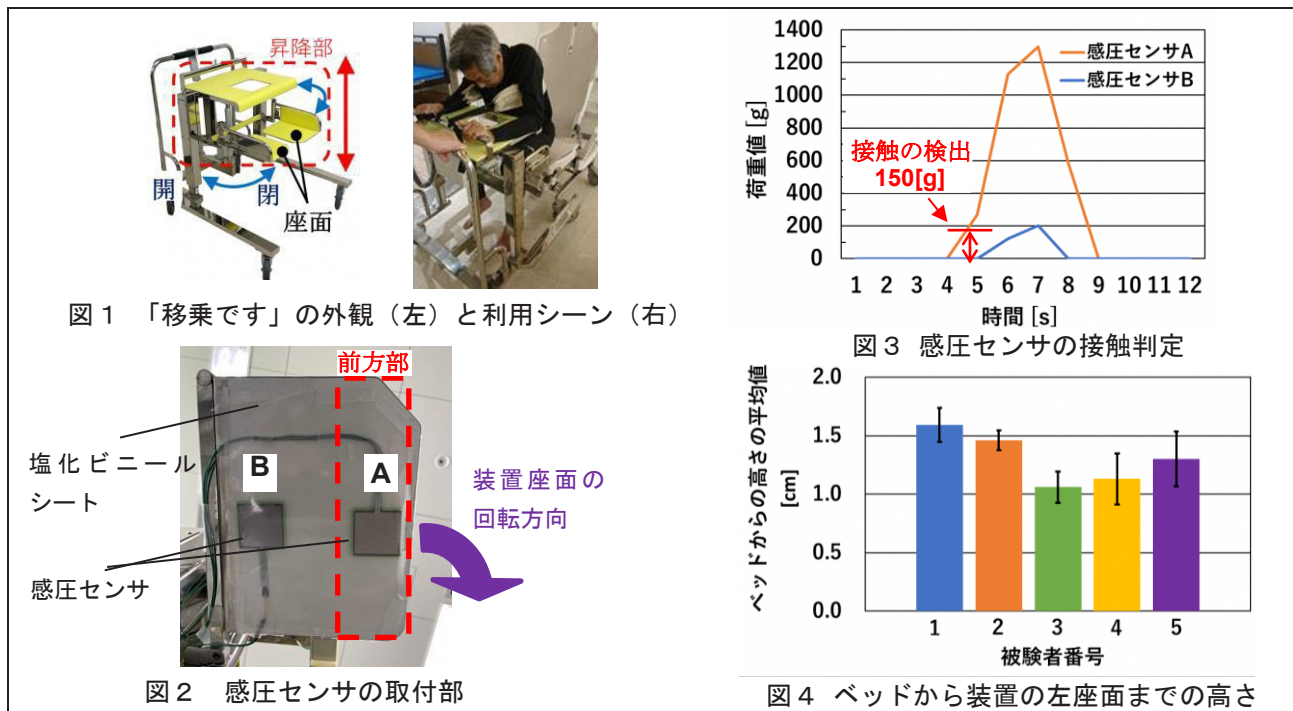 昇降部
開
閉
座面
図1 「移乗です」の外観（左）と利用シーン（右）
前方部
塩化ビニール
シート
B
A
装置座面の
回転方向
感圧センサ
図2 感圧センサの取付部
1400
1200
1000
800
600
400
200
0
荷重値 [g]
感圧センサA
感圧センサB
接触の検出
150[g]
1 2 3 4 5 6 7 8 9 10 11 12
時間 [s]
図3 感圧センサの接触判定
2.0
1.5
1.0
0.5
0.0
ベッドからの高さの平均値
[cm]
1 2 3 4 5
被験者番号
図4 ベッドから装置の左座面までの高さ